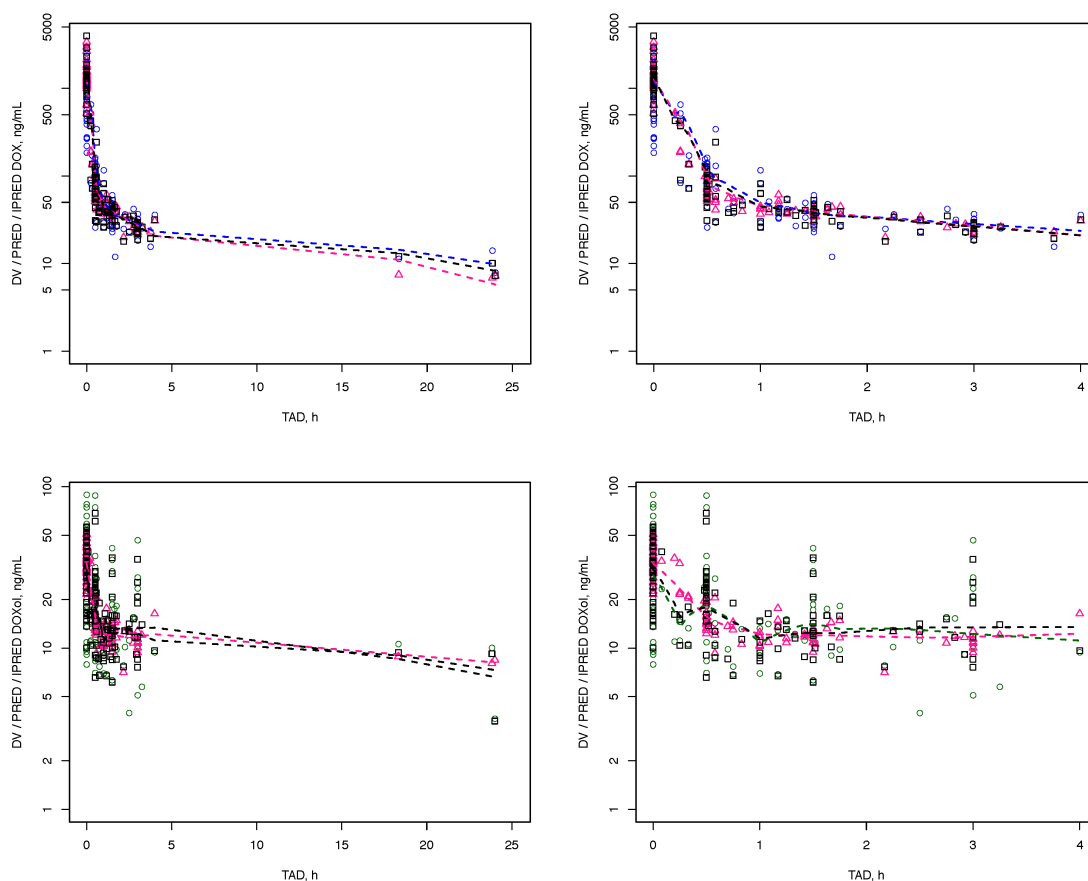 DV / PRED / IPRED DOX, ng/mL
5000
500
50
10
5
1
0 5 10 15 20 25
TAD, h
DV / PRED / IPRED DOX, ng/mL
5000
500
50
10
5
1
0 1 2 3 4
TAD, h
DV / PRED / IPRED DOXol, ng/mL
100
50
20
10
5
2
1
0 5 10 15 20 25
TAD, h
DV / PRED / IPRED DOXol, ng/mL
100
50
20
10
5
2
1
0 1 2 3 4
TAD, h